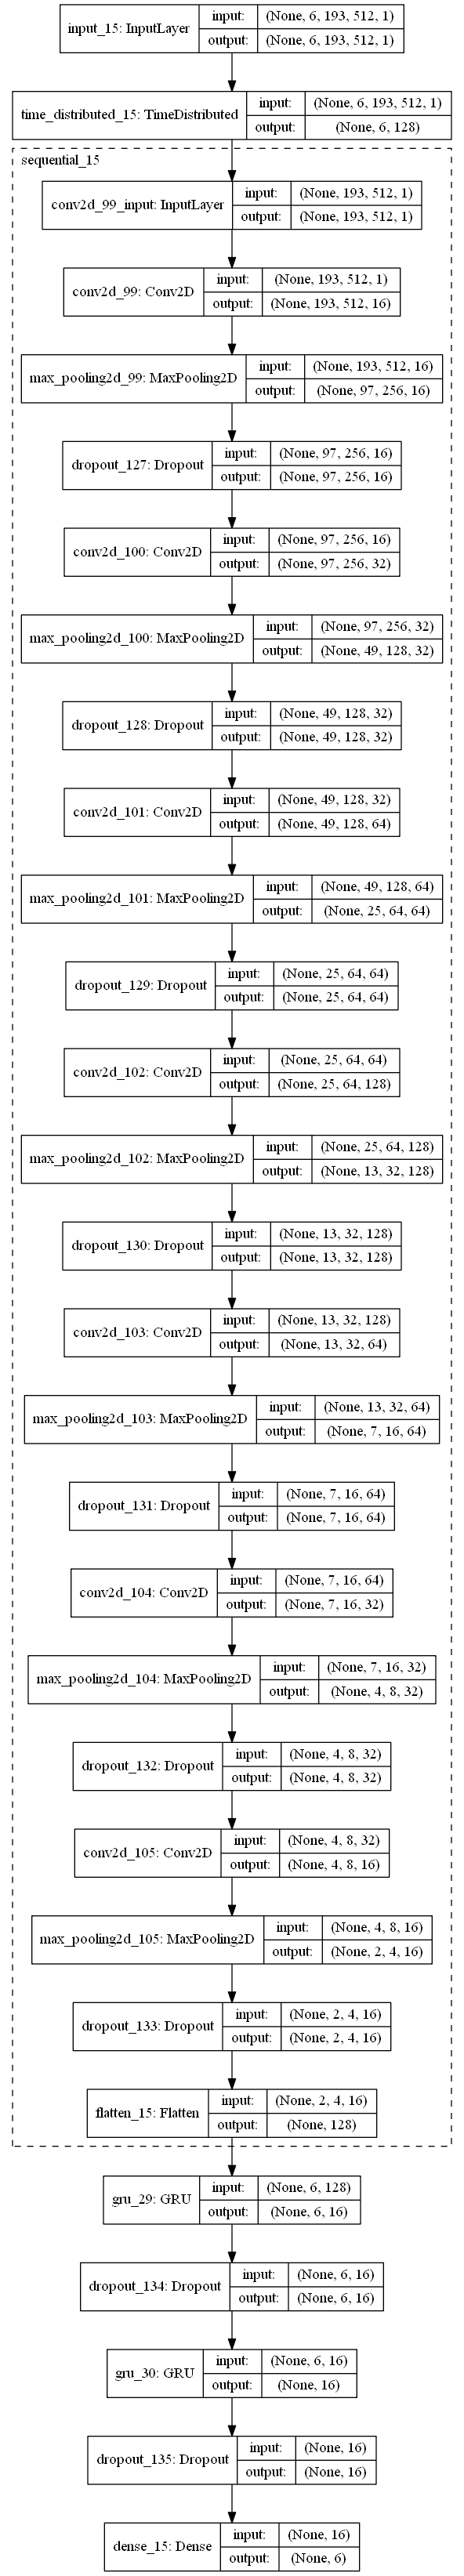 input_15: InputLayer
input: (None, 6, 193, 512, 1)
output: (None, 6, 193, 512, 1)
time_distributed_15: TimeDistributed
input: (None, 6, 193, 512, 1)
output: (None, 6, 128)
sequential_15
conv2d_99_input: InputLayer
input: (None, 193, 512, 1)
output: (None, 193, 512, 1)
conv2d_99: Conv2D
input: (None, 193, 512, 1)
output: (None, 193, 512, 16)
max_pooling2d_99: MaxPooling2D
input: (None, 193, 512, 16)
output: (None, 97, 256, 16)
dropout_127: Dropout
input: (None, 97, 256, 16)
output: (None, 97, 256, 16)
conv2d_100: Conv2D
input: (None, 97, 256, 16)
output: (None, 97, 256, 32)
max_pooling2d_100: MaxPooling2D
input: (None, 97, 256, 32)
output: (None, 49, 128, 32)
dropout_128: Dropout
input: (None, 49, 128, 32)
output: (None, 49, 128, 32)
conv2d_101: Conv2D
input: (None, 49, 128, 32)
output: (None, 49, 128, 64)
max_pooling2d_101: MaxPooling2D
input: (None, 49, 128, 64)
output: (None, 25, 64, 64)
dropout_129: Dropout
input: (None, 25, 64, 64)
output: (None, 25, 64, 64)
conv2d_102: Conv2D
input: (None, 25, 64, 64)
output: (None, 25, 64, 128)
max_pooling2d_102: MaxPooling2D
input: (None, 25, 64, 128)
output: (None, 13, 32, 128)
dropout_130: Dropout
input: (None, 13, 32, 128)
output: (None, 13, 32, 128)
conv2d_103: Conv2D
input: (None, 13, 32, 128)
output: (None, 13, 32, 64)
max_pooling2d_103: MaxPooling2D
input: (None, 13, 32, 64)
output: (None, 7, 16, 64)
dropout_131: Dropout
input: (None, 7, 16, 64)
output: (None, 7, 16, 64)
conv2d_104: Conv2D
input: (None, 7, 16, 64)
output: (None, 7, 16, 32)
max_pooling2d_104: MaxPooling2D
input: (None, 7, 16, 32)
output: (None, 4, 8, 32)
dropout_132: Dropout
input: (None, 4, 8, 32)
output: (None, 4, 8, 32)
conv2d_105: Conv2D
input: (None, 4, 8, 32)
output: (None, 4, 8, 16)
max_pooling2d_105: MaxPooling2D
input: (None, 4, 8, 16)
output: (None, 2, 4, 16)
dropout_133: Dropout
input: (None, 2, 4, 16)
output: (None, 2, 4, 16)
flatten_15: Flatten
input: (None, 2, 4, 16)
output: (None, 128)
gru_29: GRU
input: (None, 6, 128)
output: (None, 6, 16)
dropout_134: Dropout
input: (None, 6, 16)
output: (None, 6, 16)
gru_30: GRU
input: (None, 6, 16)
output: (None, 16)
dropout_135: Dropout
input: (None, 16)
output: (None, 16)
dense_15: Dense
input: (None, 16)
output: (None, 6)